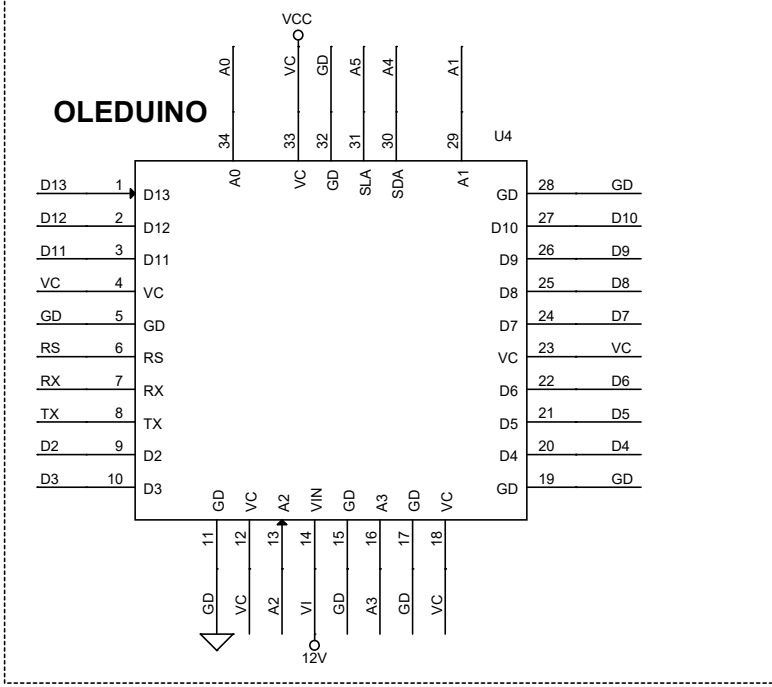 VCC
A0 VC GD A5 A4 A1
OLEDUINO
34 33 32 31 30 29 U4
A0 VC GD SLA SDA A1
D13 1 D13 GD 28 GD
D12 2 D12 D10 27 D10
D11 3 D11 D9 26 D9
VC 4 VC D8 25 D8
GD 5 GD D7 24 D7
RS 6 RS VC 23 VC
RX 7 RX D6 22 D6
TX 8 TX D5 21 D5
D2 9 D2 D4 20 D4
D3 10 D3 GD 19 GD
GD VC A2 VIN GD A3 GD VC
11 12 13 14 15 16 17 18
GD VC A2 VI GD A3 GD VC
12V